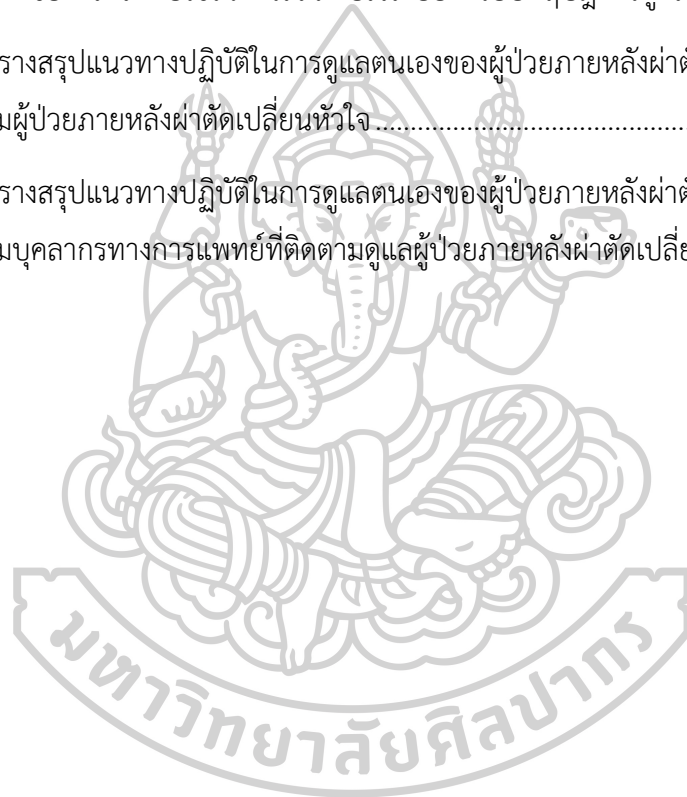 รางสรุปแนวทางปฏิบัติในการดูแลตนเองของผู้ป่วยภายหลังผ่าตั
มผู้ป่วยภายหลังผ่าตัดเปลี่ยนหัวใจ
รางสรุปแนวทางปฏิบัติในการดูแลตนเองของผู้ป่วยภายหลังผ่าตั
มบุคลากรทางการแพทย์ที่ติดตามดูแลผู้ป่วยภายหลังผ่าตัดเปลี่ย
มหาวิทยาลัยศิลปากร